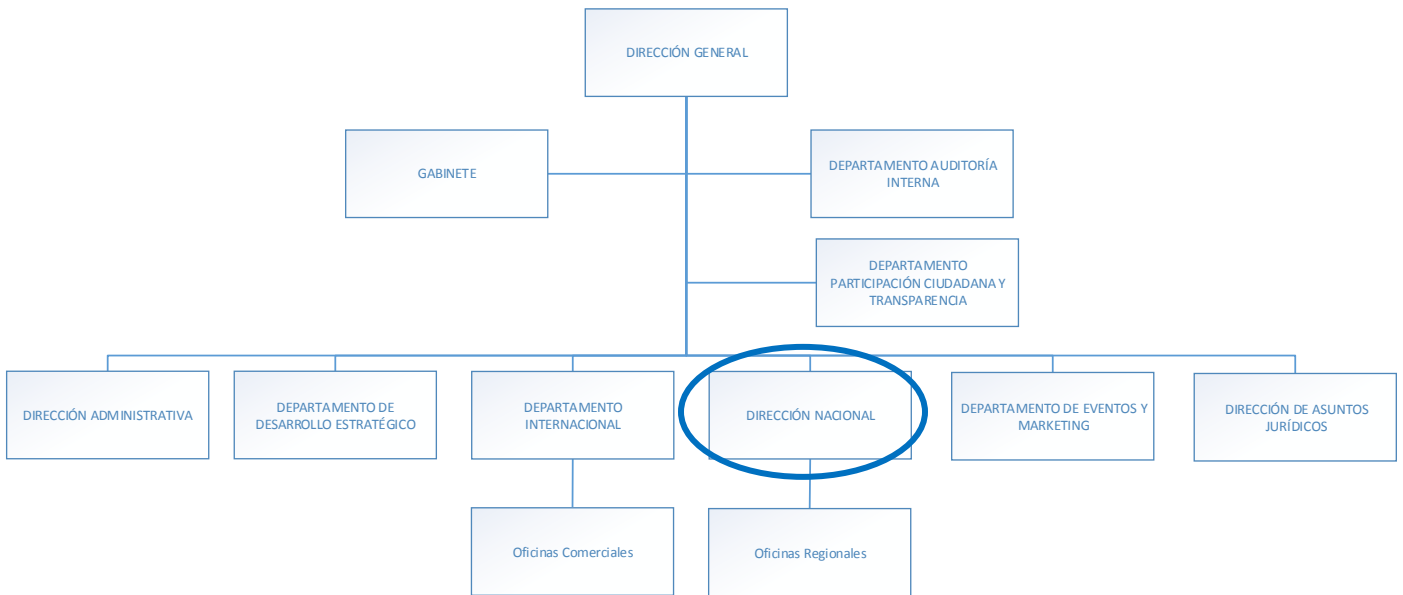 DIRECCIÓN GENERAL
GABINETE
DEPARTAMENTO AUDITORÍA
INTERNA
DEPARTAMENTO
PARTICIPACIÓN CIUDADANA Y
TRANSPARENCIA
DIRECCIÓN ADMINISTRATIVA
DEPARTAMENTO DE
DESARROLLO ESTRATÉGICO
DEPARTAMENTO
INTERNACIONAL
DIRECCIÓN NACIONAL
DEPARTAMENTO DE EVENTOS Y
MARKETING
DIRECCIÓN DE ASUNTOS
JURÍDICOS
Oficinas Comerciales
Oficinas Regionales